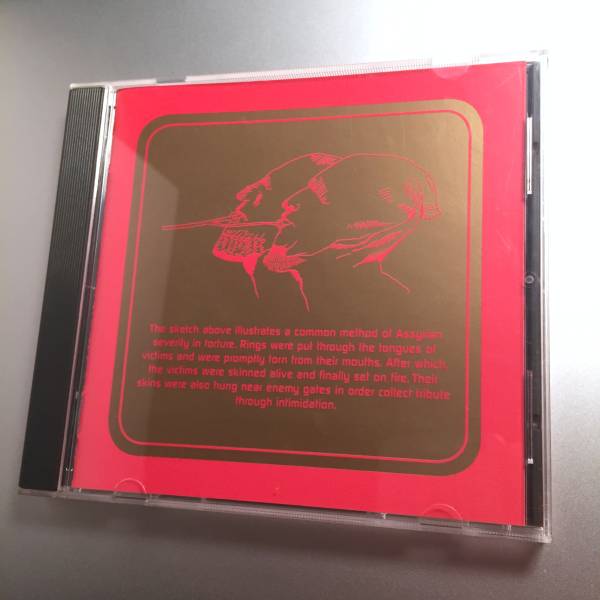 The sketch above illustrates a common method of Assyrian
severity in torture. Rings were put through the tongues of
victims and were promptly torn from their mouths. After which,
the victims were skinned alive and finally set on fire. Their
skins were also hung near enemy gates in order collect tribute
through intimidation.